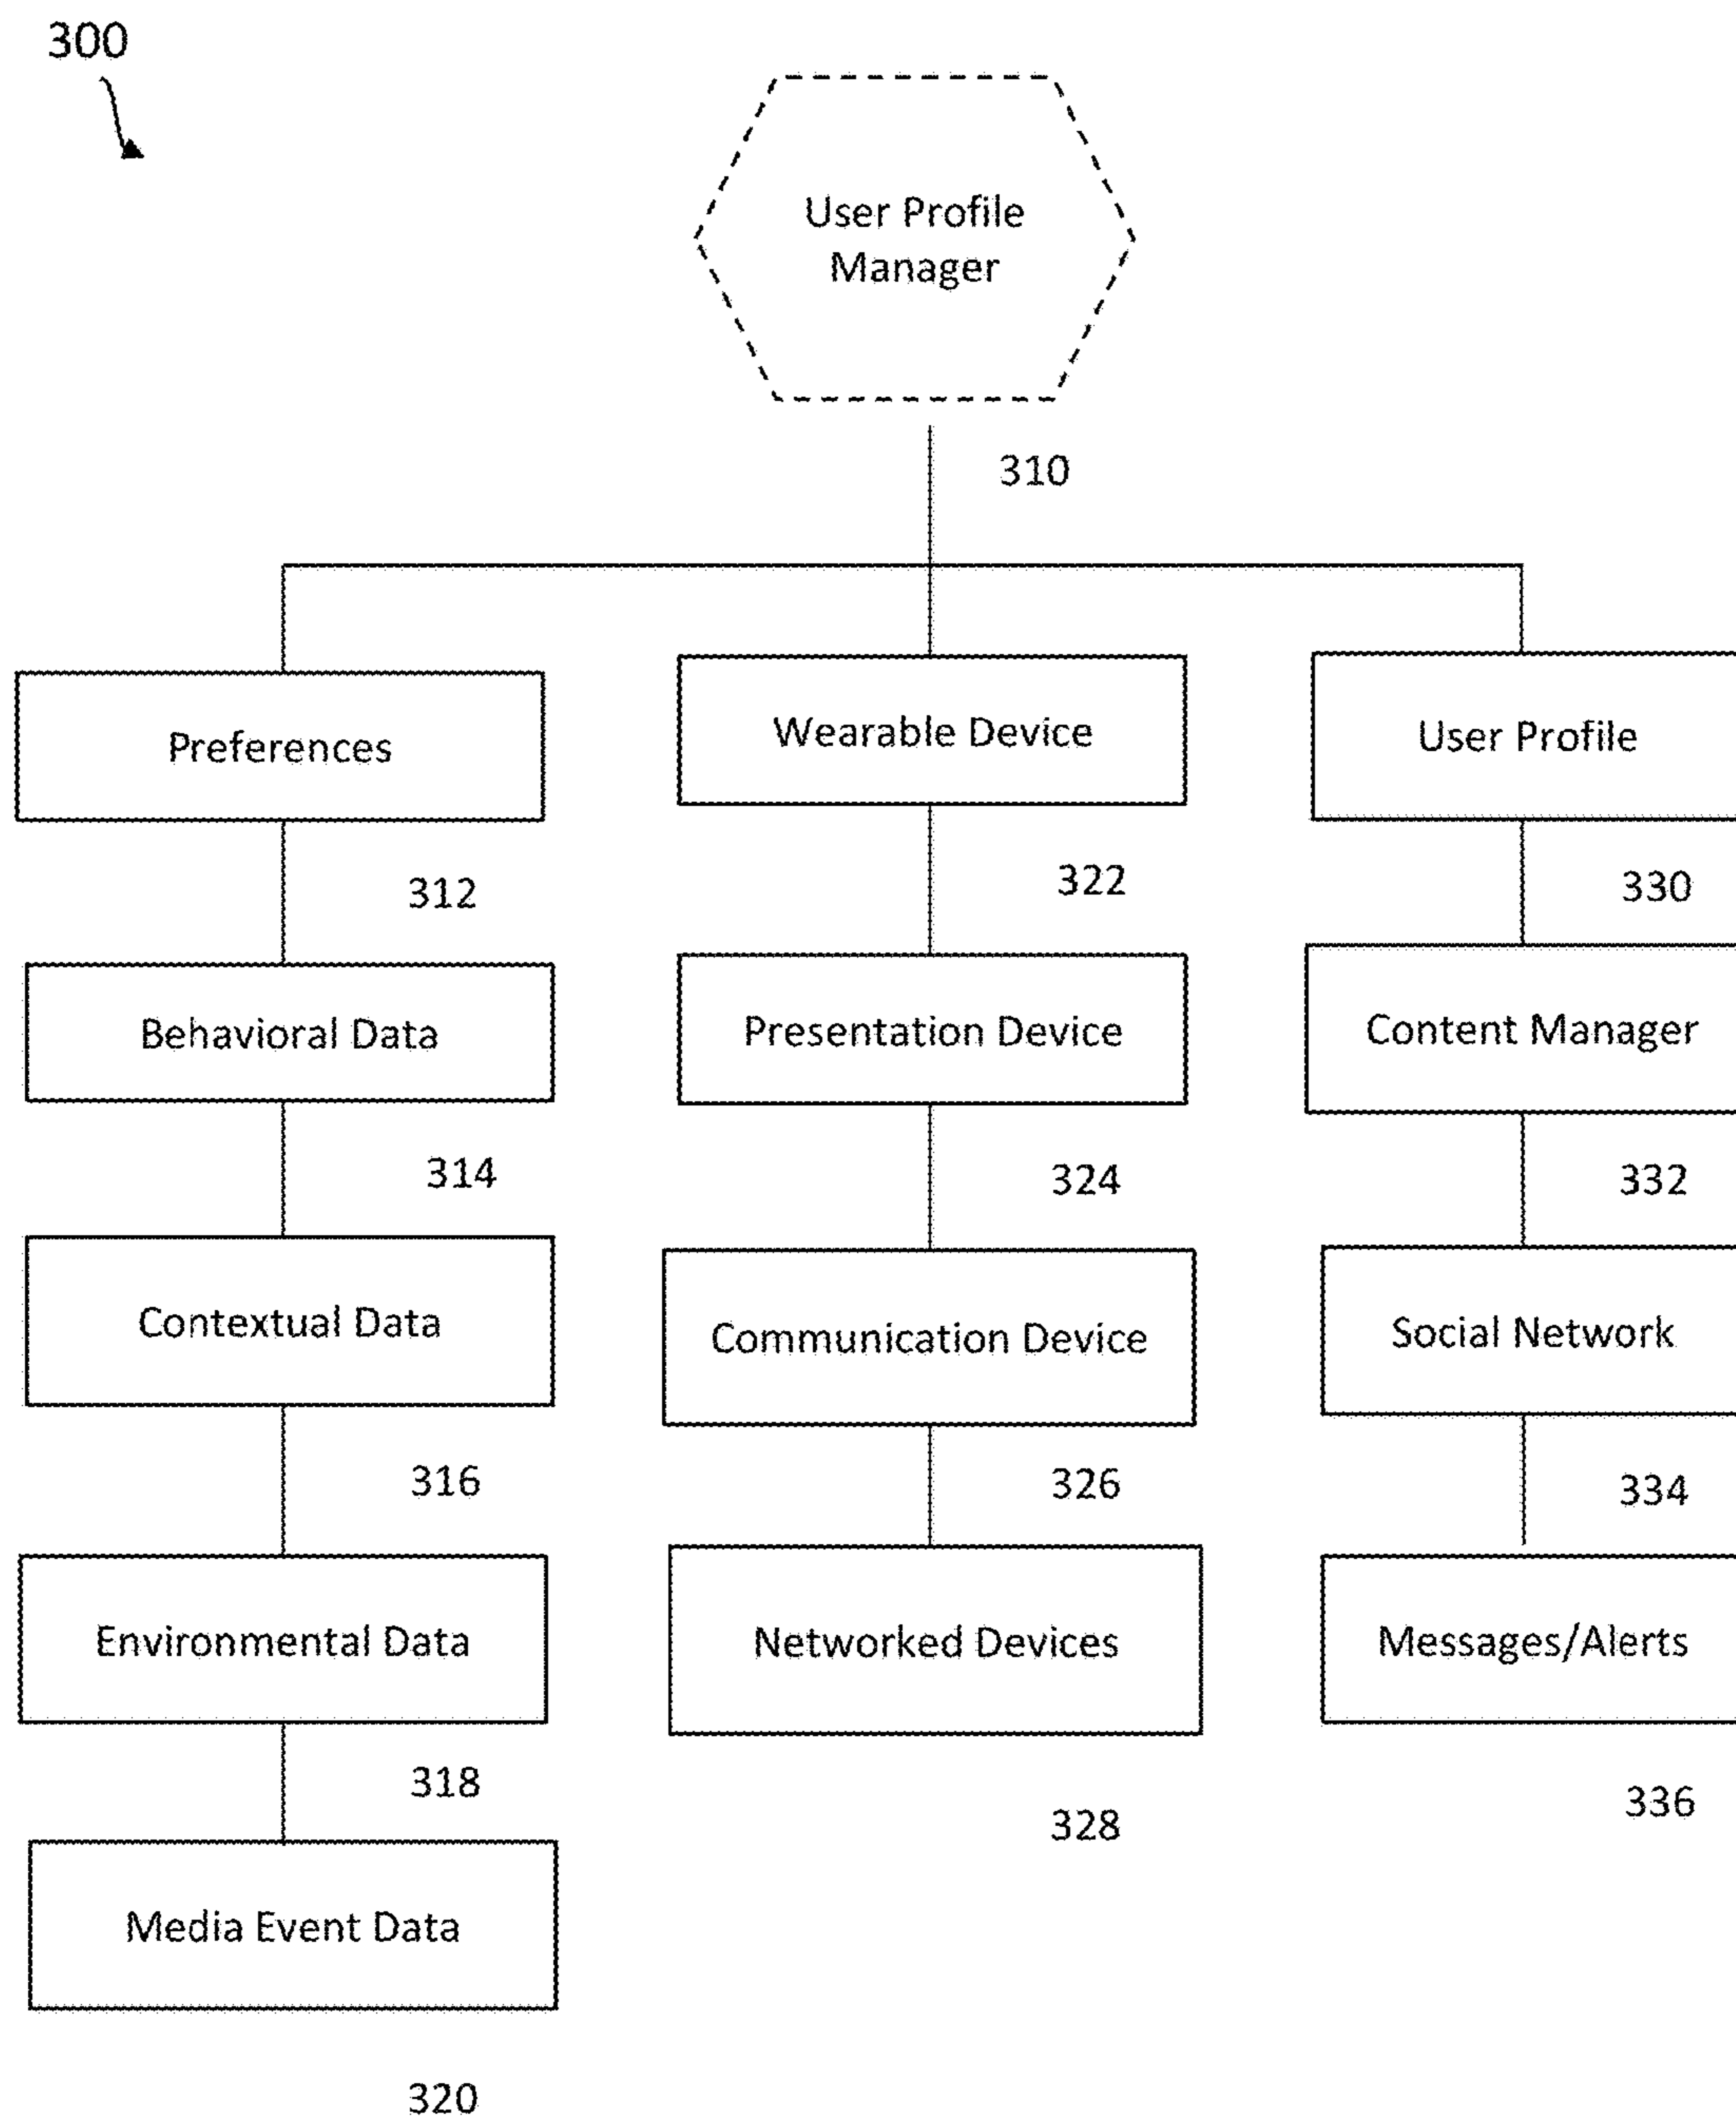 300
User Profile
Manager
310
Preferences
312
Behavioral Data
314
Contextual Data
316
Environmental Data
318
Media Event Data
320
Wearable Device
322
Presentation Device
324
Communication Device
326
Networked Devices
328
User Profile
330
Content Manager
332
Social Network
334
Messages/Alerts
336